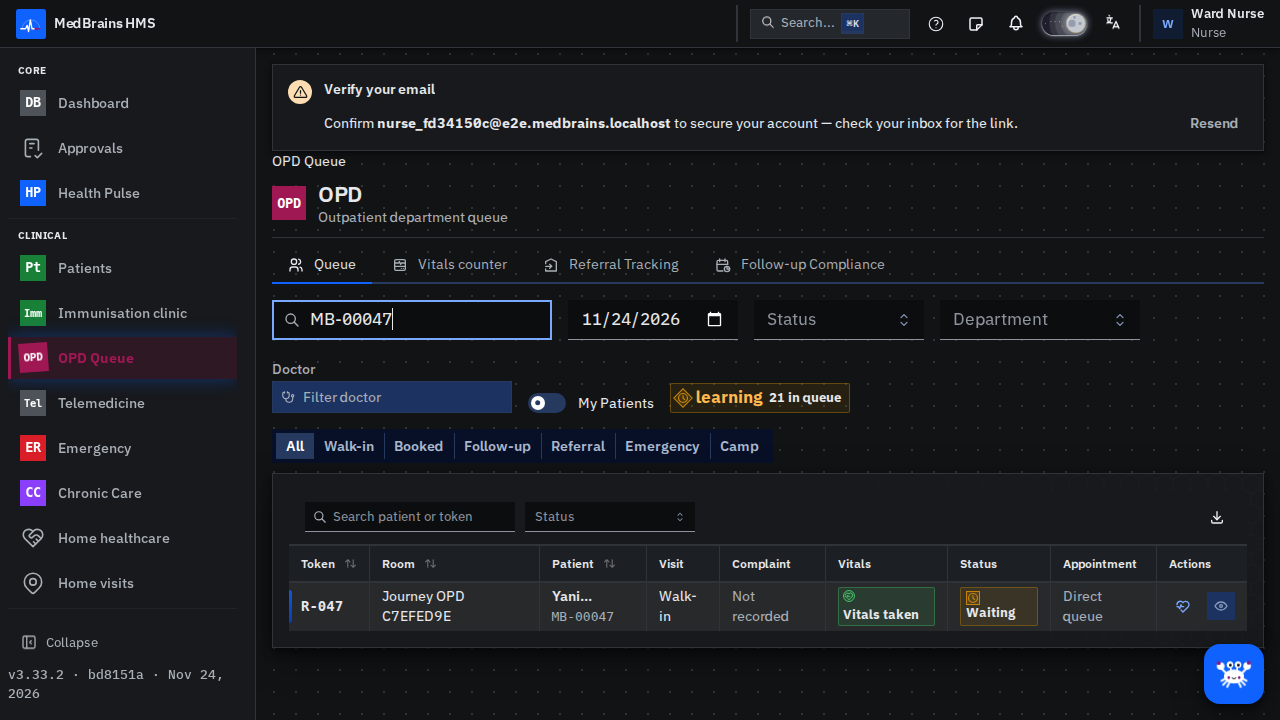 MedBrains HMS
Search...
⌘K
W
Ward Nurse
Nurse
CORE
DB Dashboard
Approvals
HP Health Pulse
CLINICAL
Pt Patients
Imm Immunisation clinic
OPD OPD Queue
Tel Telemedicine
ER Emergency
CC Chronic Care
Home healthcare
Home visits
Collapse
v3.33.2 · bd8151a · Nov 24,
2026
Verify your email
Confirm nurse_fd34150c@e2e.medbrains.localhost to secure your account — check your inbox for the link.
Resend
OPD Queue
OPD
OPD
Outpatient department queue
Queue
Vitals counter
Referral Tracking
Follow-up Compliance
MB-00047
11/24/2026
Status
Department
Doctor
Filter doctor
My Patients
learning 21 in queue
All Walk-in Booked Follow-up Referral Emergency Camp
Search patient or token
Status
Token Room Patient Visit Complaint Vitals Status Appointment Actions
R-047
Journey OPD
C7EFED9E
Yani...
MB-00047
Walk-
in
Not
recorded
Vitals taken
Waiting
Direct
queue